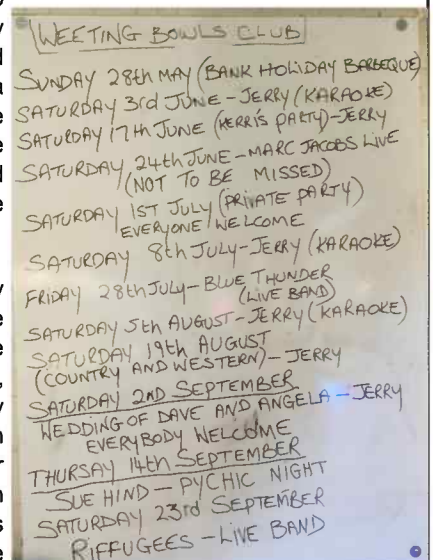 WEETING BOWLS CLUB
SUNDAY 28th MAY (BANK HOLIDAY BARBEQUE)
SATURDAY 3rd JUNE - JERRY (KARAOKE)
SATURDAY 17th JUNE (KERRIS PARTY) - JERRY
SATURDAY 24th JUNE - MARC JACOBS LIVE
(NOT TO BE MISSED)
SATURDAY 1ST JULY (PRIVATE PARTY)
EVERYONE WELCOME
SATURDAY 8th JULY - JERRY (KARAOKE)
FRIDAY 28th JULY - BLUE THUNDER
(LIVE BAND)
SATURDAY 5th AUGUST - JERRY (KARAOKE)
SATURDAY 19th AUGUST
(COUNTRY AND WESTERN) - JERRY
SATURDAY 2ND SEPTEMBER
WEDDING OF DAVE AND ANGELA - JERRY
EVERYBODY WELCOME
THURSAY 14th SEPTEMBER
SUE HIND - PYCHIC NIGHT
SATURDAY 23rd SEPTEMBER
RIFFUGEES - LIVE BAND